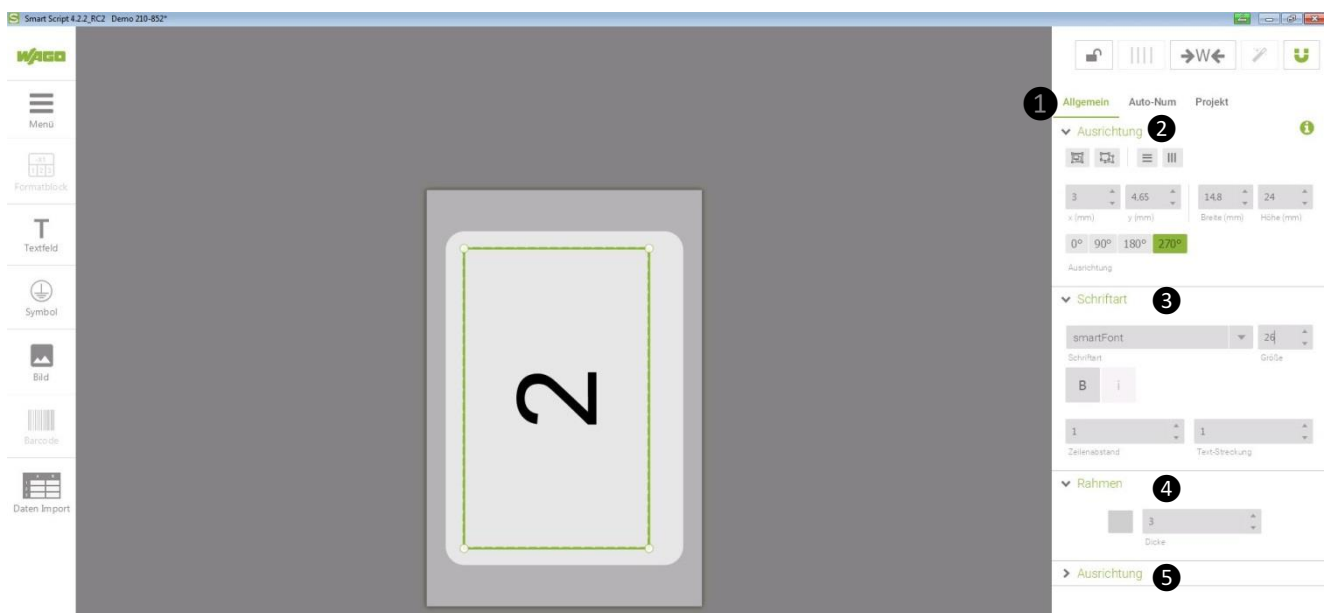 Smart Script 4.2.2_RC2 Demo 210-852*
WAGO
Menü
Formatblock
T
Textfeld
Symbol
Bild
Barcode
Daten Import
2
W
1 Allgemein Auto-Num Projekt
Ausrichtung 2
3 4,65 14,8 24
x (mm) y (mm) Breite (mm) Höhe (mm)
0° 90° 180° 270°
Ausrichtung
Schriftart 3
smartFont 26
Schriftart Größe
B i
1 1
Zeilenabstand Text-Streckung
Rahmen 4
3
Dicke
Ausrichtung 5